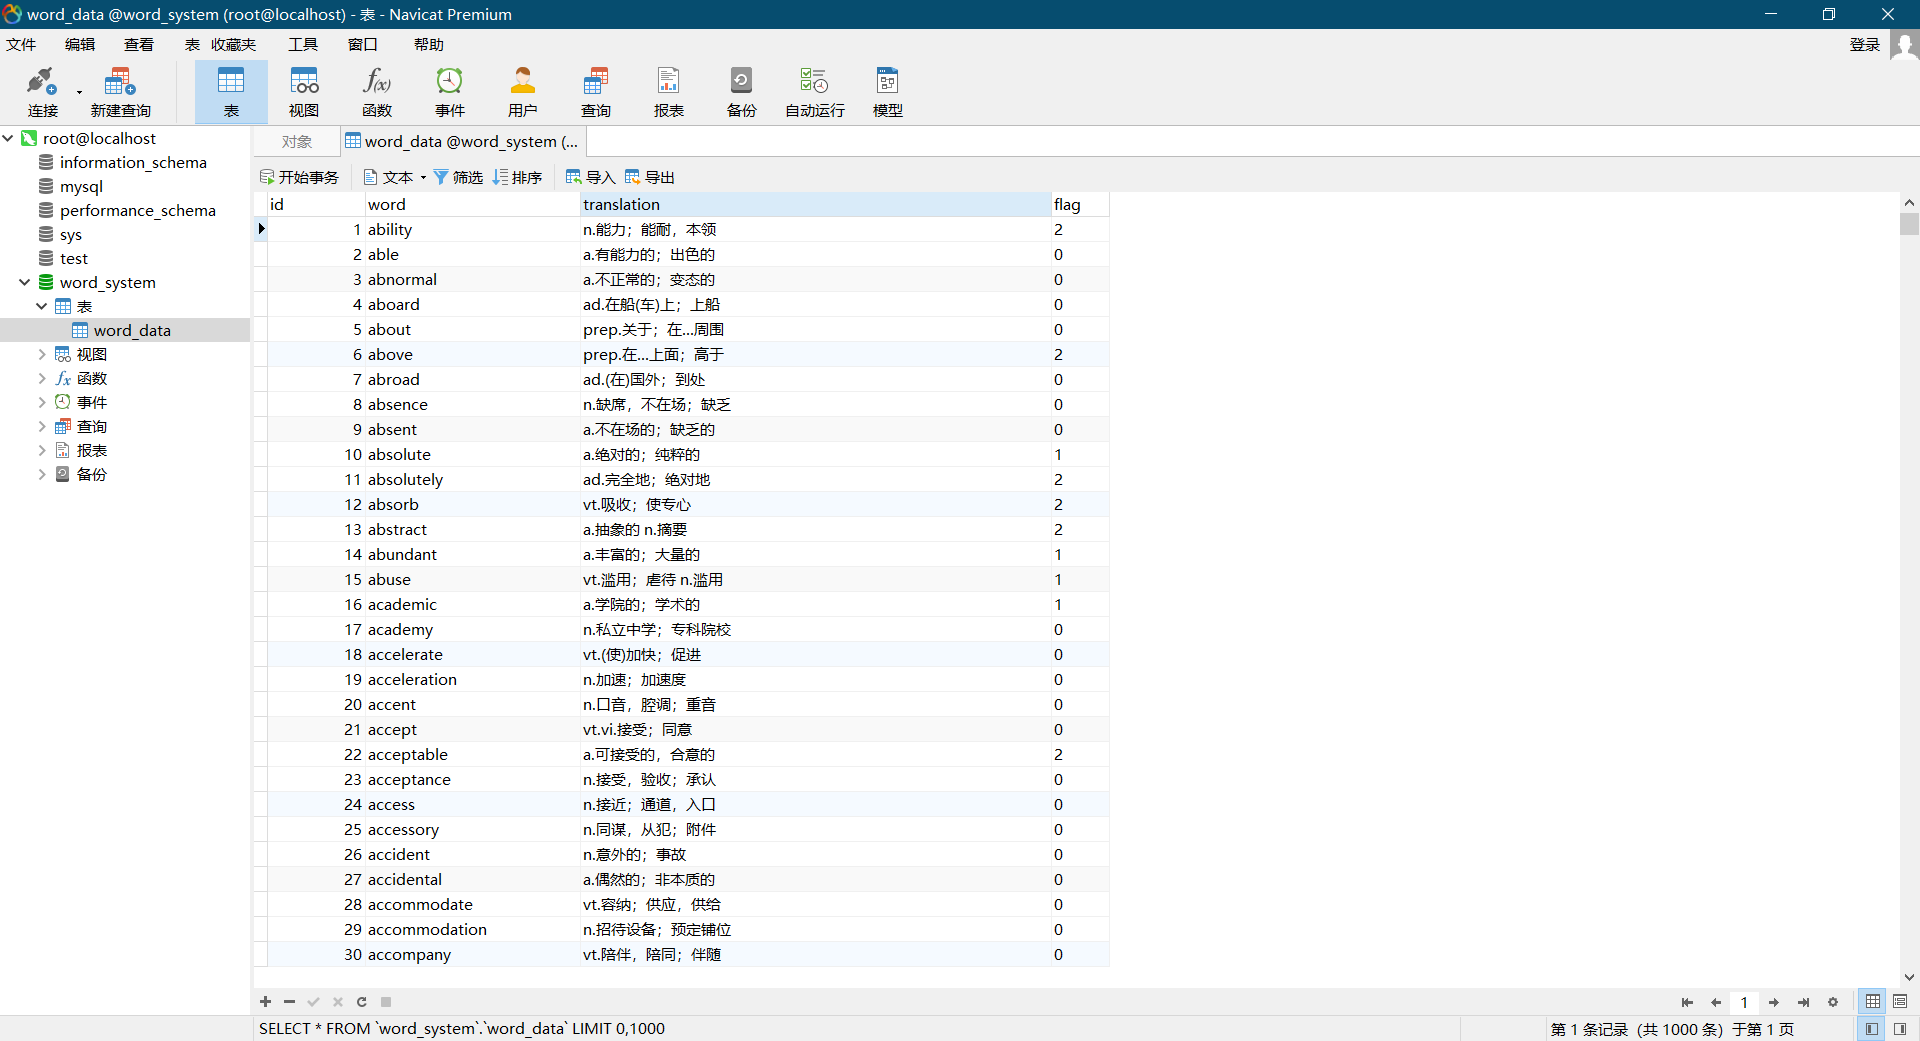 word_data @word_system (root@localhost) - 表 - Navicat Premium
文件 编辑 查看 表 收藏夹 工具 窗口 帮助 登录
连接 新建查询 表 视图 函数 事件 用户 查询 报表 备份 自动运行 模型
root@localhost
information_schema
mysql
performance_schema
sys
test
word_system
表
word_data
视图
函数
事件
查询
报表
备份
对象 word_data @word_system (...
开始事务 文本 筛选 排序 导入 导出
id word translation flag
1 ability n.能力；能耐，本领 2
2 able a.有能力的；出色的 0
3 abnormal a.不正常的；变态的 0
4 aboard ad.在船(车)上；上船 0
5 about prep.关于；在...周围 0
6 above prep.在...上面；高于 2
7 abroad ad.(在)国外；到处 0
8 absence n.缺席，不在场；缺乏 0
9 absent a.不在场的；缺乏的 0
10 absolute a.绝对的；纯粹的 1
11 absolutely ad.完全地；绝对地 2
12 absorb vt.吸收；使专心 2
13 abstract a.抽象的 n.摘要 2
14 abundant a.丰富的；大量的 1
15 abuse vt.滥用；虐待 n.滥用 1
16 academic a.学院的；学术的 1
17 academy n.私立中学；专科院校 0
18 accelerate vt.(使)加快；促进 0
19 acceleration n.加速；加速度 0
20 accent n.口音，腔调；重音 0
21 accept vt.vi.接受；同意 0
22 acceptable a.可接受的，合意的 2
23 acceptance n.接受，验收；承认 0
24 access n.接近；通道，入口 0
25 accessory n.同谋，从犯；附件 0
26 accident n.意外的；事故 0
27 accidental a.偶然的；非本质的 0
28 accommodate vt.容纳；供应，供给 0
29 accommodation n.招待设备；预定铺位 0
30 accompany vt.陪伴，陪同；伴随 0
1
SELECT * FROM `word_system`.`word_data` LIMIT 0,1000 第 1 条记录 (共 1000 条) 于第 1 页